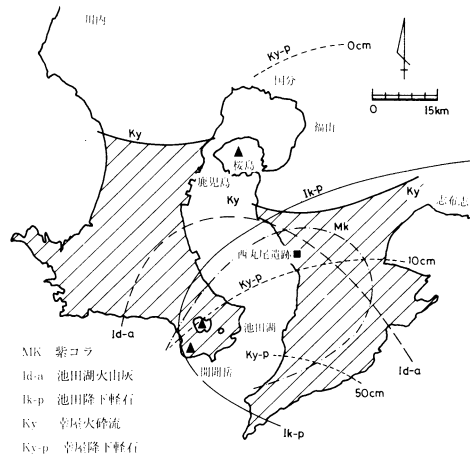 川内
Ky-p
0cm
国分
0 15km
福山
Ky
桜島
鹿児島
Ik-p
Ky
Ky
志布志
Mk
西丸尾遺跡
Ky-p
10cm
Id-a
池田湖
開聞岳
Ky-p
50cm
Id-a
Ik-p
MK 紫コラ
Id-a 池田湖火山灰
Ik-p 池田降下軽石
Ky 幸屋火砕流
Ky-p 幸屋降下軽石